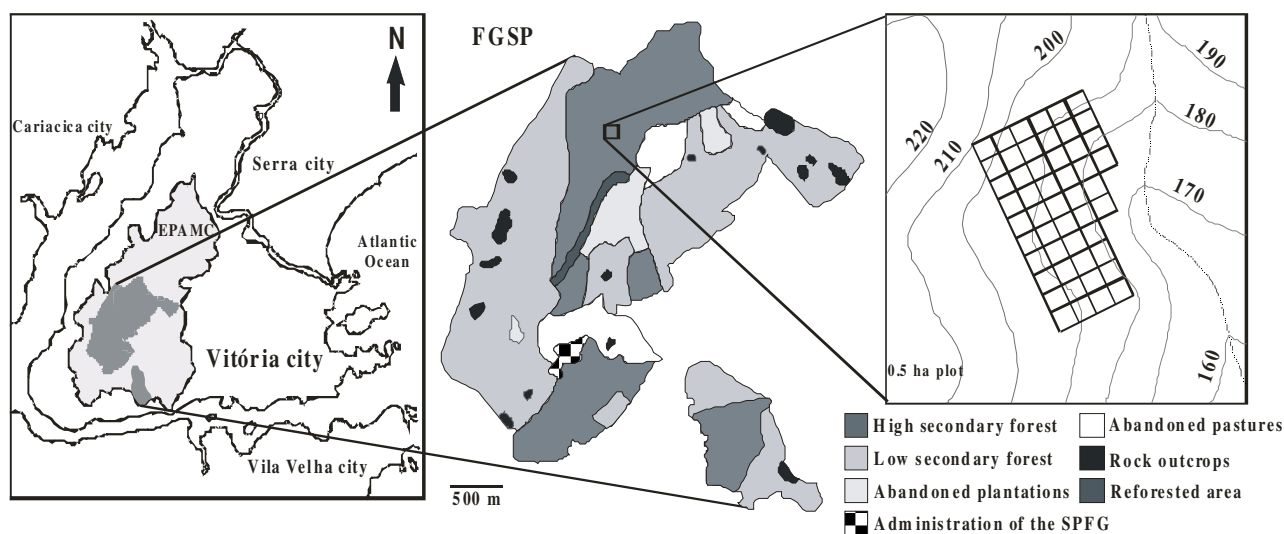 N
Cariacica city
Serra city
EPAMC
Atlantic
Ocean
Vitória city
Vila Velha city
FGSP
500 m
200
190
220
210
180
170
160
0.5 ha plot
High secondary forest
Abandoned pastures
Low secondary forest
Rock outcrops
Abandoned plantations
Reforested area
Administration of the SPFG